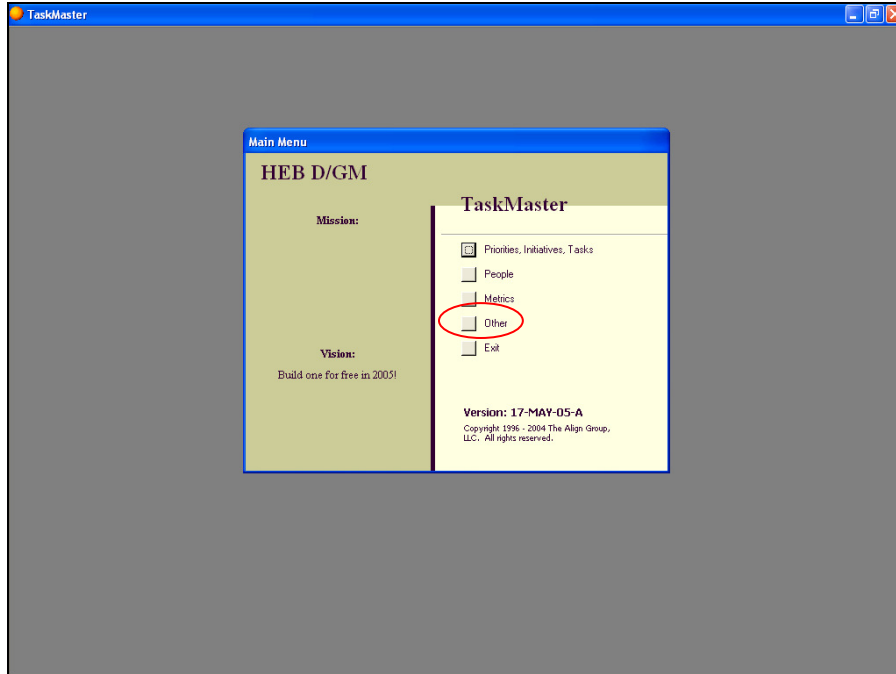 TaskMaster
Main Menu
HEB D/GM
TaskMaster
Mission:
Priorities, Initiatives, Tasks
People
Metrics
Other
Vision:
Exit
Build one for free in 2005!
Version: 17-MAY-05-A
Copyright 1996 - 2004 The Align Group,
LLC. All rights reserved.